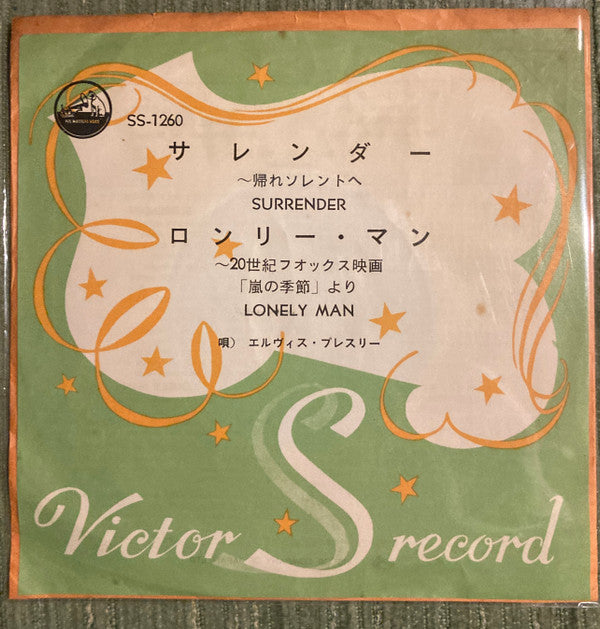 SS-1260
サレンダー
～帰れソレントへ
SURRENDER
ロンリー・マン
～20世紀フオックス映画
「嵐の季節」より
LONELY MAN
唄） エルヴィス・プレスリー
Victor S record